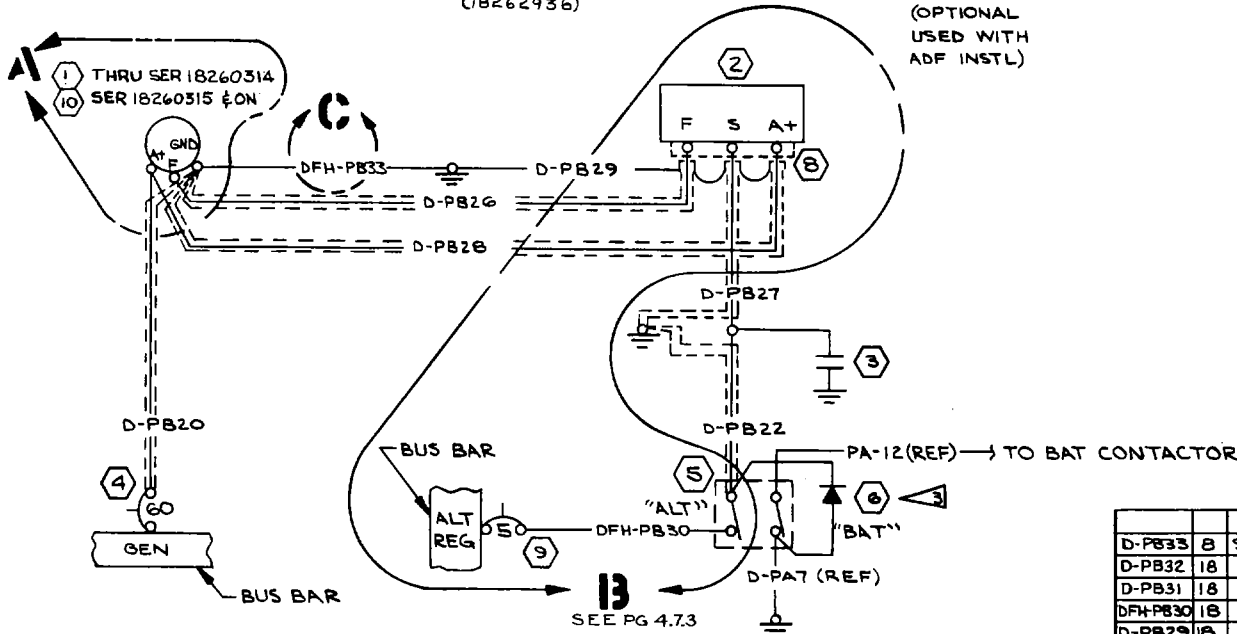 (18262936)
(OPTIONAL
USED WITH
ADF INSTL)
A
1 THRU SER 18260314
10 SER 18260315 & ON
C
2
F S A+
8
A+ F GND
DFH-PB33
D-PB29
D-PB26
D-PB28
D-PB27
3
D-PB20
D-PB22
BUS BAR
PA-12 (REF) TO BAT CONTACTOR
4
60
5
"ALT"
6
3
"BAT"
ALT
REG
5
9
DFH-PB30
GEN
D-PA7 (REF)
BUS BAR
B
SEE PG 4.7.3
D-PB33 8
D-PB32 18
D-PB31 18
DFH-PB30 18
D-PB29 18